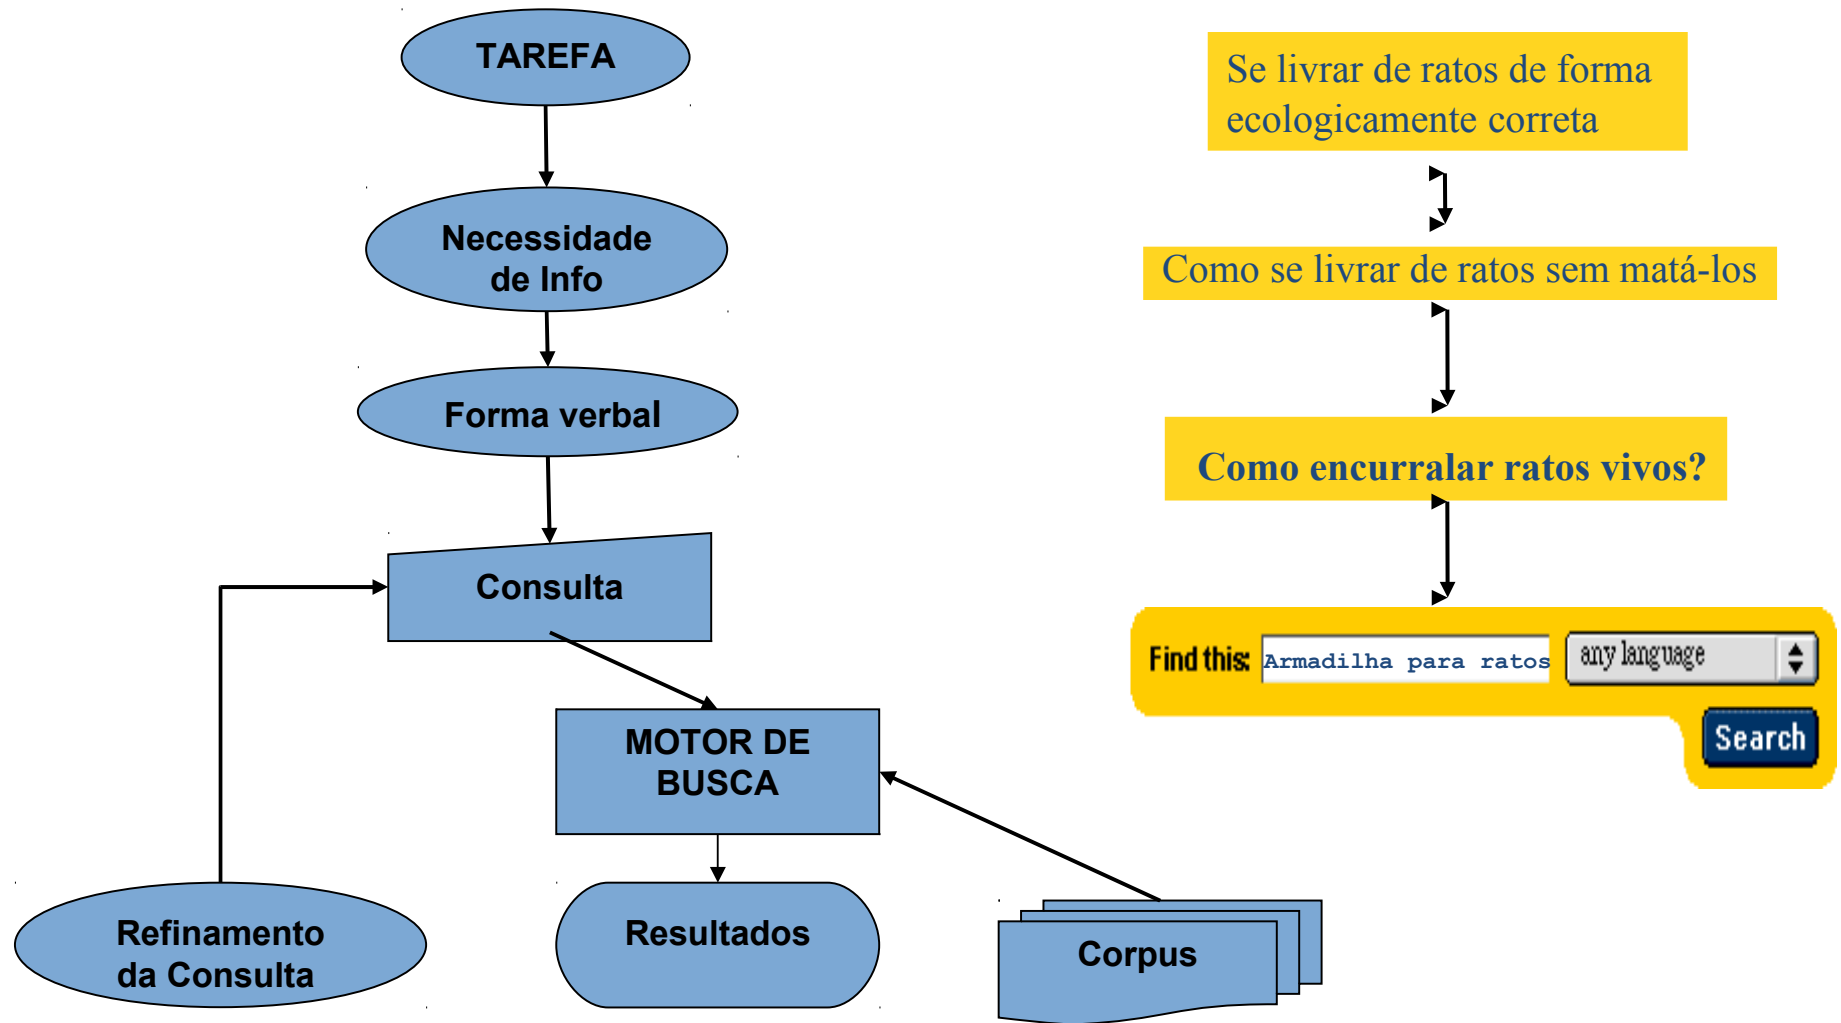 TAREFA
Necessidade
de Info
Forma verbal
Consulta
MOTOR DE
BUSCA
Refinamento
da Consulta
Resultados
Corpus
Se livrar de ratos de forma
ecologicamente correta
Como se livrar de ratos sem matá-los
Como encurralar ratos vivos?
Find this: Armadilha para ratos any language
Search